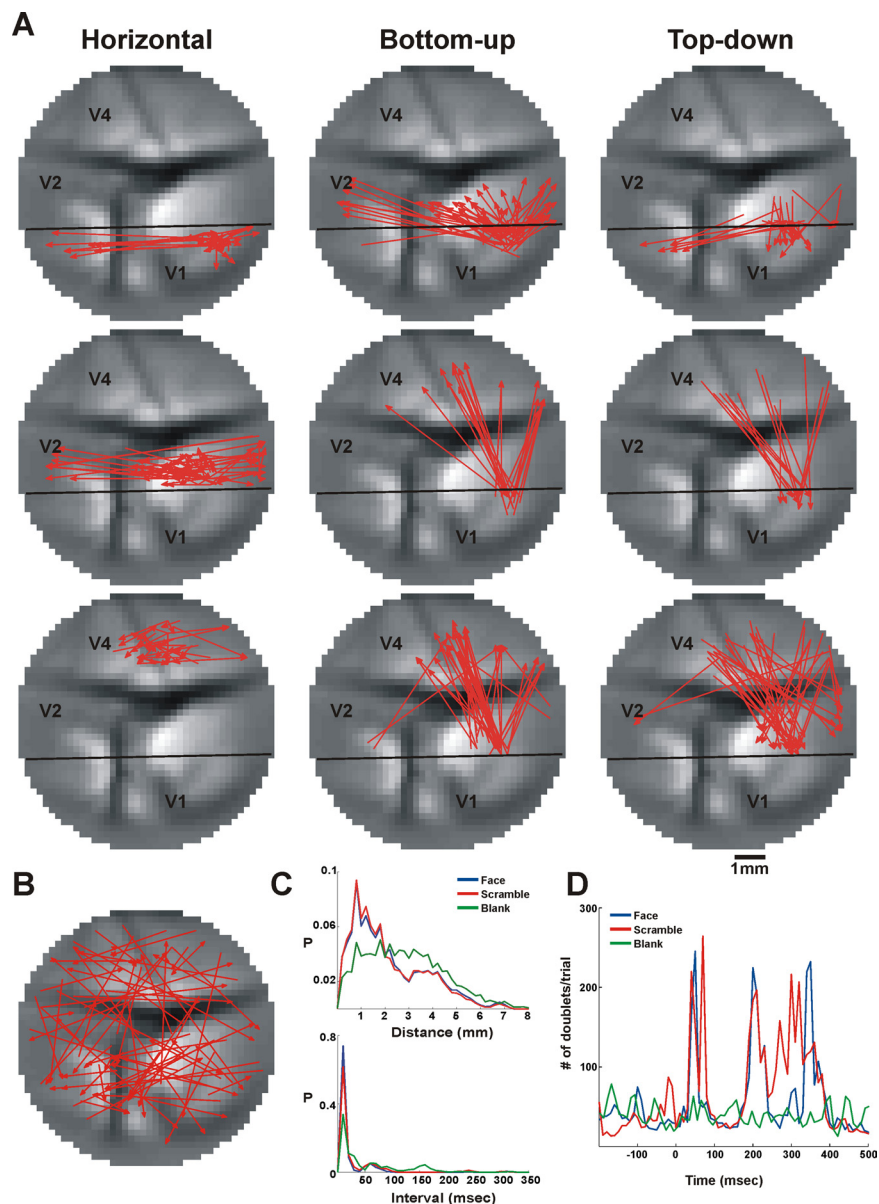 A
Horizontal Bottom-up Top-down
V4 V4 V4
V2 V2 V2
V1 V1 V1
V4 V4 V4
V2 V2 V2
V1 V1 V1
V4 V4 V4
V2 V2 V2
V1 V1 V1
1mm
B
C
0.1
0.06
P
0.02
Face
Scramble
Blank
1 2 3 4 5 6 7 8
Distance (mm)
0.8
P
0.4
0
50 100 150 200 250 300 350
Interval (msec)
D
300
200
100
# of doublets/trial
Face
Scramble
Blank
-100 0 100 200 300 400 500
Time (msec)